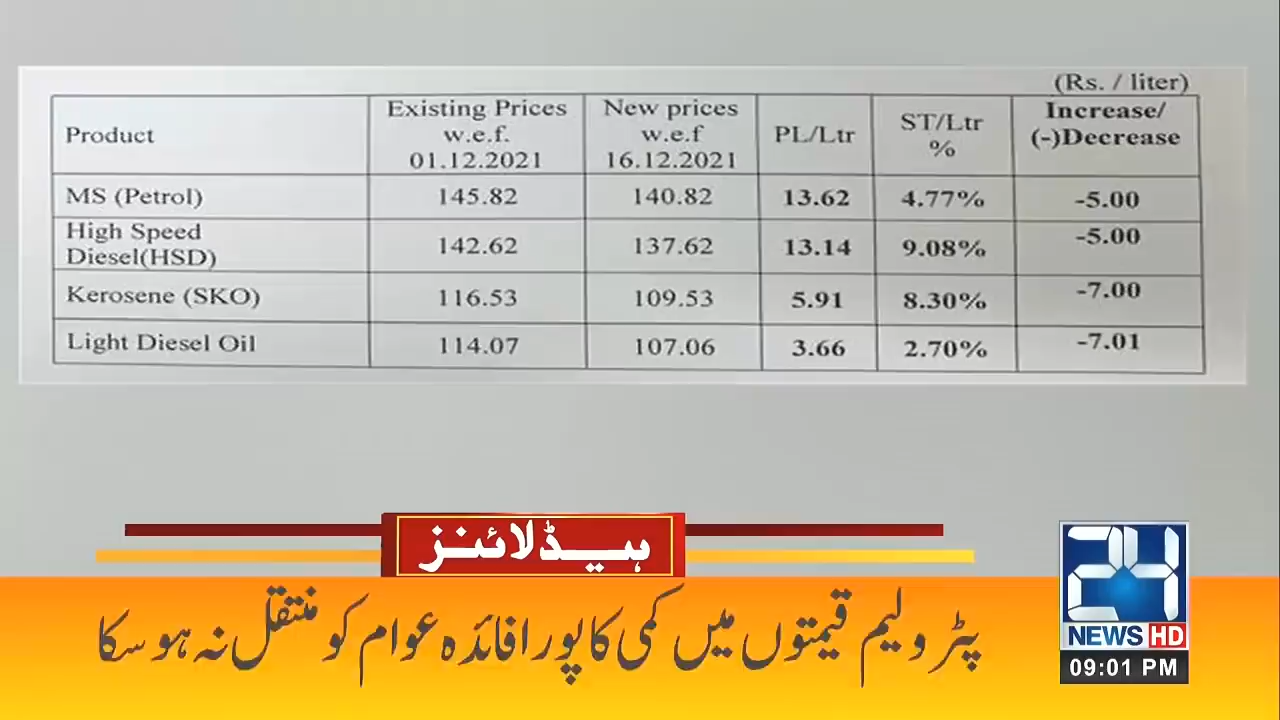 (Rs. / liter)
Product Existing Prices w.e.f. 01.12.2021 New prices w.e.f 16.12.2021 PL/Ltr ST/Ltr % Increase/ (-)Decrease
MS (Petrol) 145.82 140.82 13.62 4.77% -5.00
High Speed Diesel(HSD) 142.62 137.62 13.14 9.08% -5.00
Kerosene (SKO) 116.53 109.53 5.91 8.30% -7.00
Light Diesel Oil 114.07 107.06 3.66 2.70% -7.01
ہیڈلائنز
پٹرولیم قیمتوں میں کمی کا پورا فائدہ عوام کو منتقل نہ ہو سکا
24
NEWS HD
09:01 PM